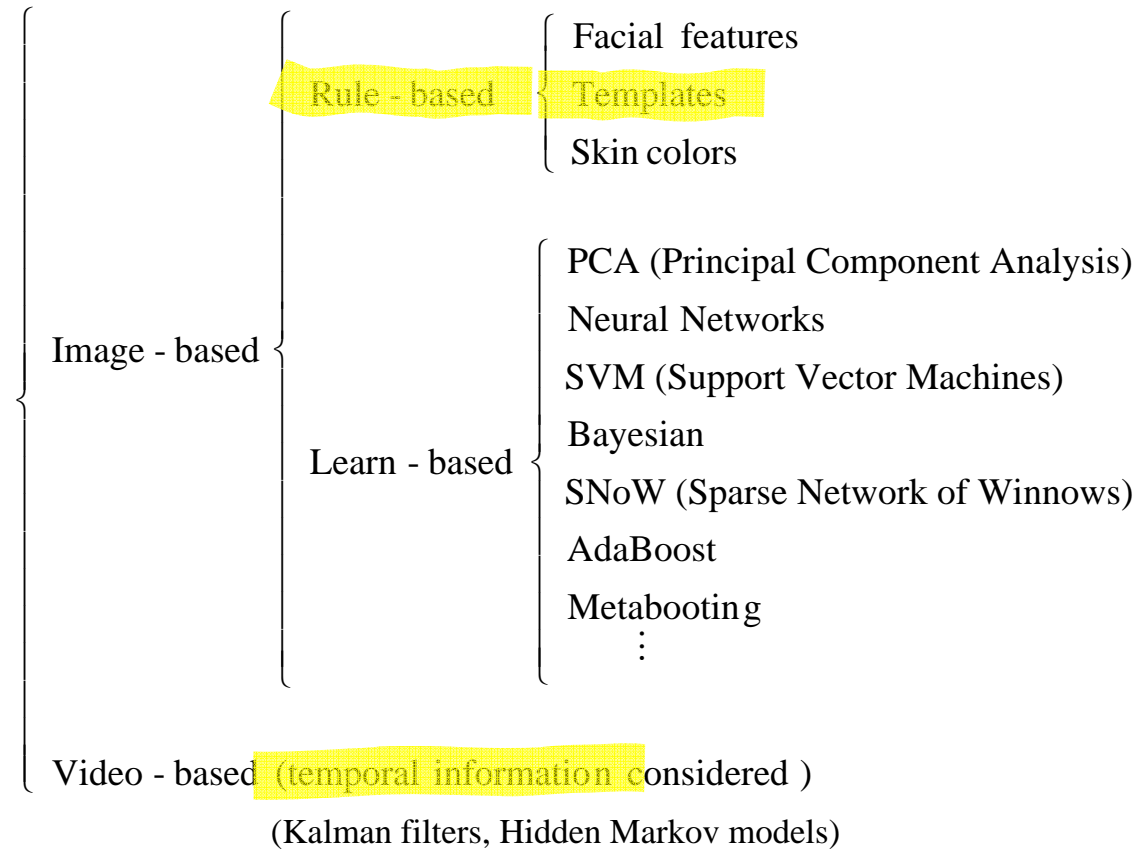 Facial features
Rule - based
Templates
Skin colors
PCA (Principal Component Analysis)
Neural Networks
Image - based
SVM (Support Vector Machines)
Bayesian
Learn - based
SNoW (Sparse Network of Winnows)
AdaBoost
Metabooting
⋮
Video - based (temporal information considered )
(Kalman filters, Hidden Markov models)